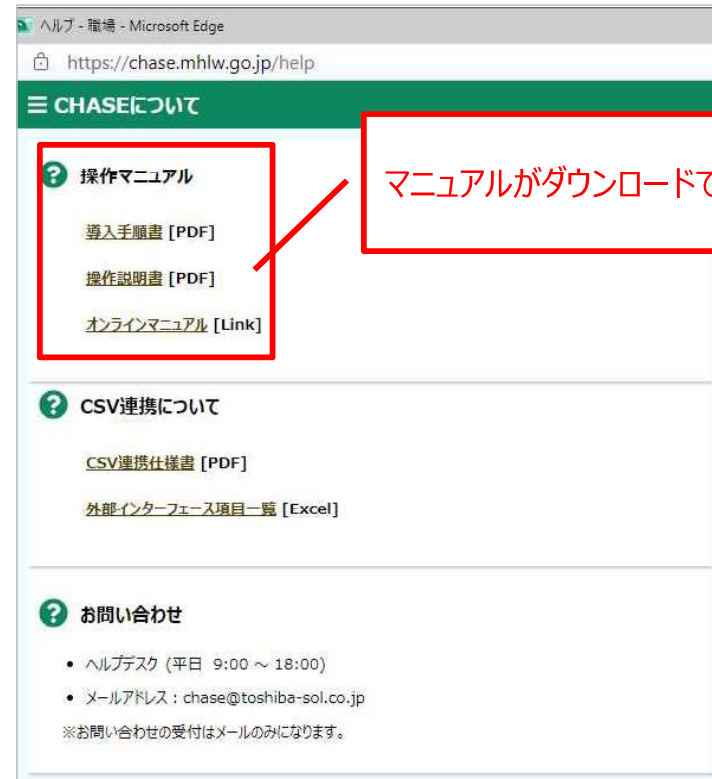 ヘルプ - 職場 - Microsoft Edge
https://chase.mhlw.go.jp/help
☰ CHASEについて
? 操作マニュアル
マニュアルがダウンロードで
導入手順書 [PDF]
操作説明書 [PDF]
オンラインマニュアル [Link]
? CSV連携について
CSV連携仕様書 [PDF]
外部インターフェース項目一覧 [Excel]
? お問い合わせ
• ヘルプデスク (平日 9:00 ～ 18:00)
• メールアドレス : chase@toshiba-sol.co.jp
※お問い合わせの受付はメールのみになります。